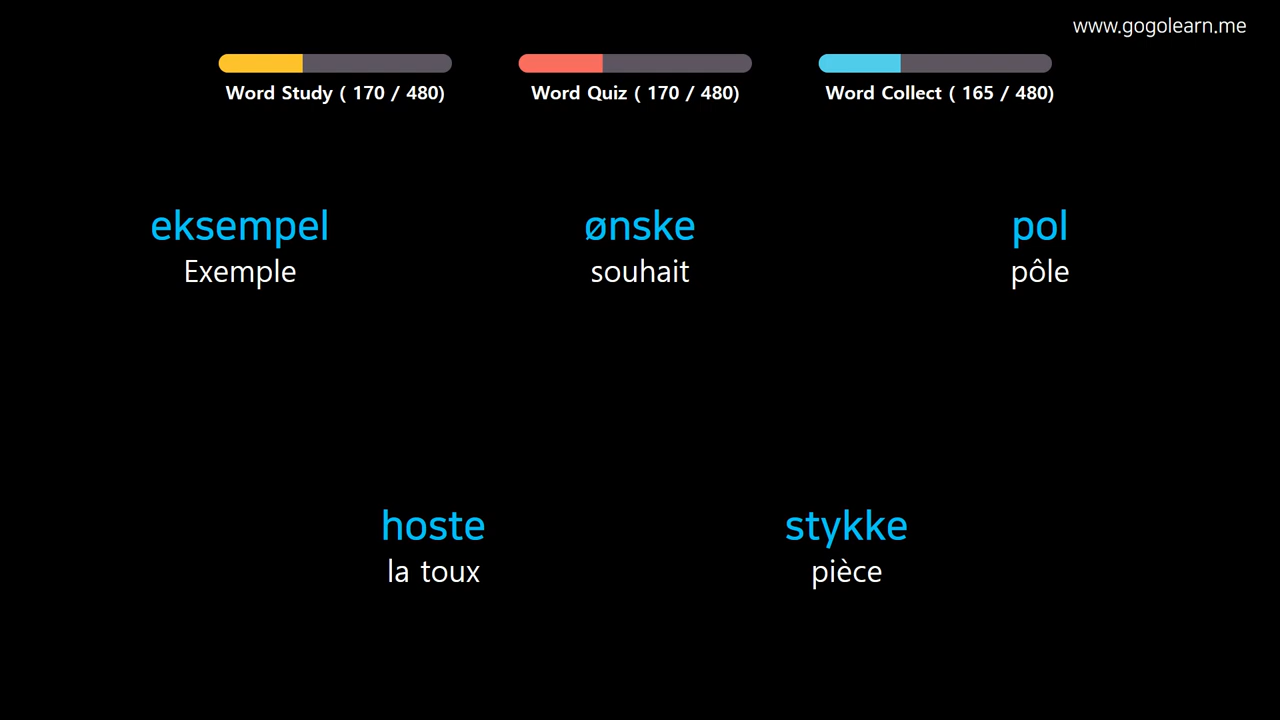 www.gogolearn.me
Word Study ( 170 / 480)
Word Quiz ( 170 / 480)
Word Collect ( 165 / 480)
eksempel
Exemple
ønske
souhait
pol
pôle
hoste
la toux
stykke
pièce